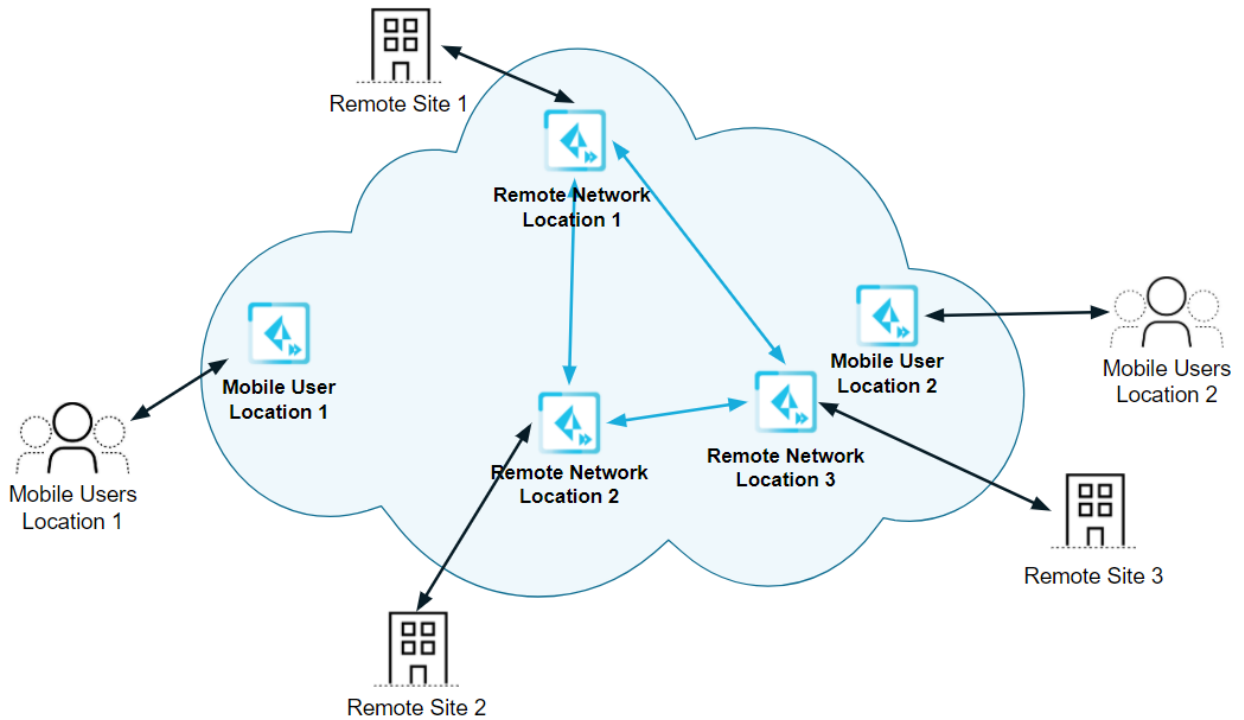 Remote Site 1
Remote Network
Location 1
Mobile User
Location 1
Mobile User
Location 2
Mobile Users
Location 2
Remote Network
Location 2
Remote Network
Location 3
Mobile Users
Location 1
Remote Site 3
Remote Site 2